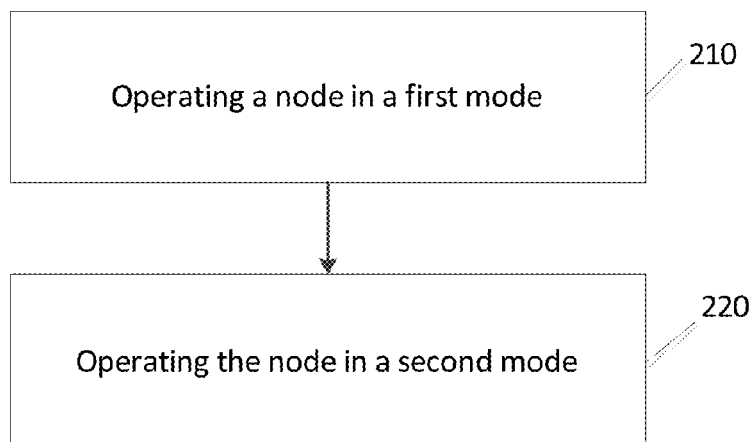 Operating a node in a first mode
210
Operating the node in a second mode
220